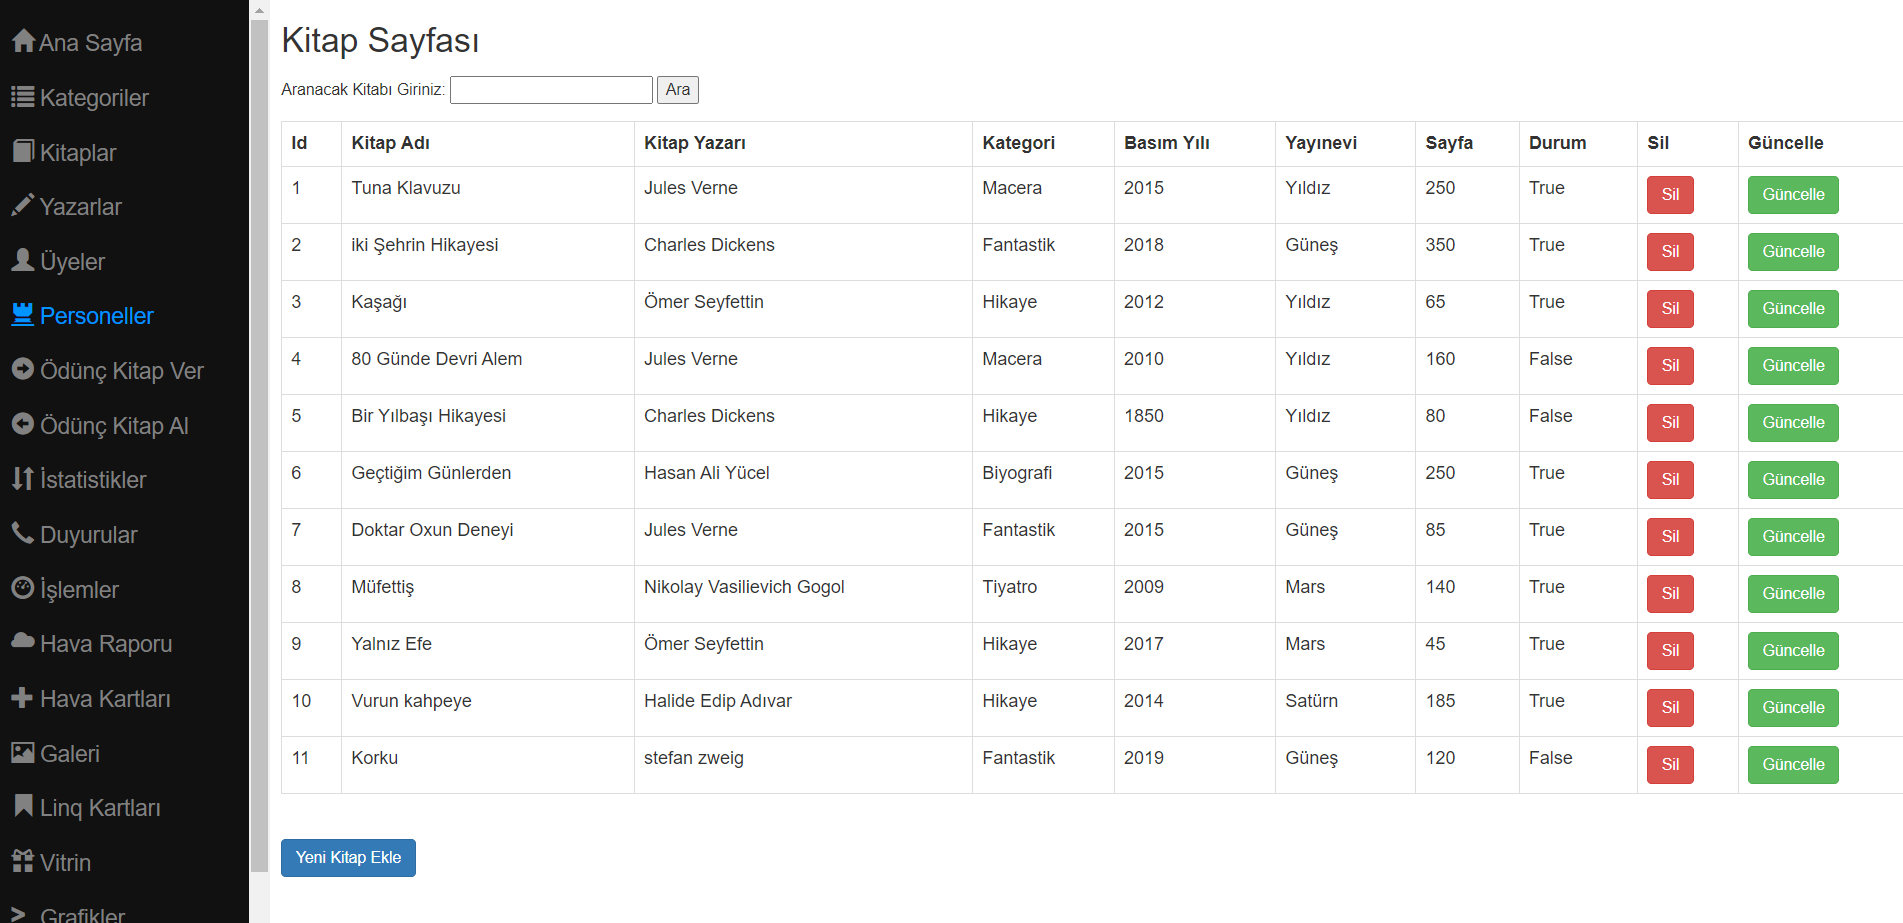 Ana Sayfa
Kategoriler
Kitaplar
Yazarlar
Üyeler
Personeller
Ödünç Kitap Ver
Ödünç Kitap Al
İstatistikler
Duyurular
İşlemler
Hava Raporu
Hava Kartları
Galeri
Linq Kartları
Vitrin
Grafikler
Kitap Sayfası
Aranacak Kitabı Giriniz: Ara
Id Kitap Adı Kitap Yazarı Kategori Basım Yılı Yayınevi Sayfa Durum Sil Güncelle
1 Tuna Klavuzu Jules Verne Macera 2015 Yıldız 250 True Sil Güncelle
2 iki Şehrin Hikayesi Charles Dickens Fantastik 2018 Güneş 350 True Sil Güncelle
3 Kaşağı Ömer Seyfettin Hikaye 2012 Yıldız 65 True Sil Güncelle
4 80 Günde Devri Alem Jules Verne Macera 2010 Yıldız 160 False Sil Güncelle
5 Bir Yılbaşı Hikayesi Charles Dickens Hikaye 1850 Yıldız 80 False Sil Güncelle
6 Geçtiğim Günlerden Hasan Ali Yücel Biyografi 2015 Güneş 250 True Sil Güncelle
7 Doktar Oxun Deneyi Jules Verne Fantastik 2015 Güneş 85 True Sil Güncelle
8 Müfettiş Nikolay Vasilievich Gogol Tiyatro 2009 Mars 140 True Sil Güncelle
9 Yalnız Efe Ömer Seyfettin Hikaye 2017 Mars 45 True Sil Güncelle
10 Vurun kahpeye Halide Edip Adıvar Hikaye 2014 Satürn 185 True Sil Güncelle
11 Korku stefan zweig Fantastik 2019 Güneş 120 False Sil Güncelle
Yeni Kitap Ekle